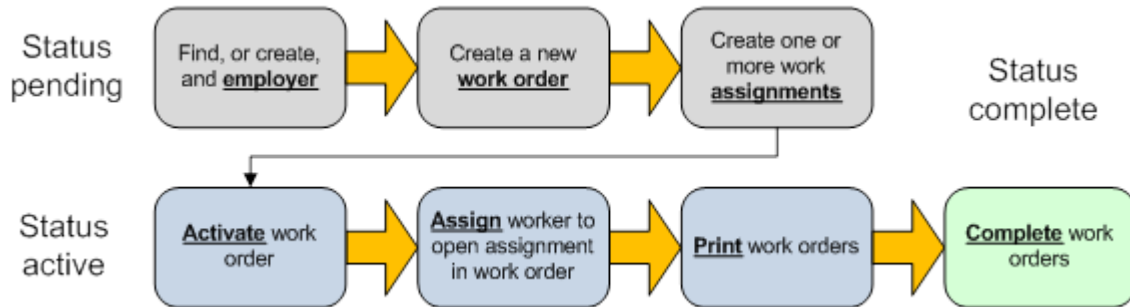 Status
pending
Find, or create,
and employer
Create a new
work order
Create one or
more work
assignments
Status
complete
Status
active
Activate work
order
Assign worker to
open assignment
in work order
Print work orders
Complete work
orders